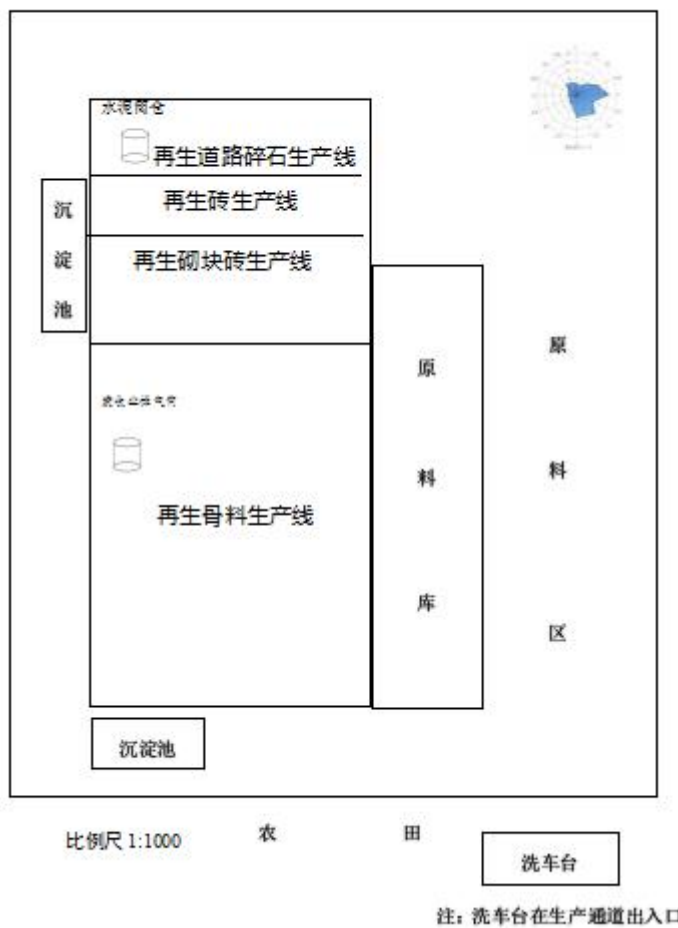 水泥筒仓
再生道路碎石生产线
再生砖生产线
沉淀池
再生砌块砖生产线
原料库
原料区
再生骨料生产线
沉淀池
比例尺 1:1000
农田
洗车台
注：洗车台在生产通道出入口